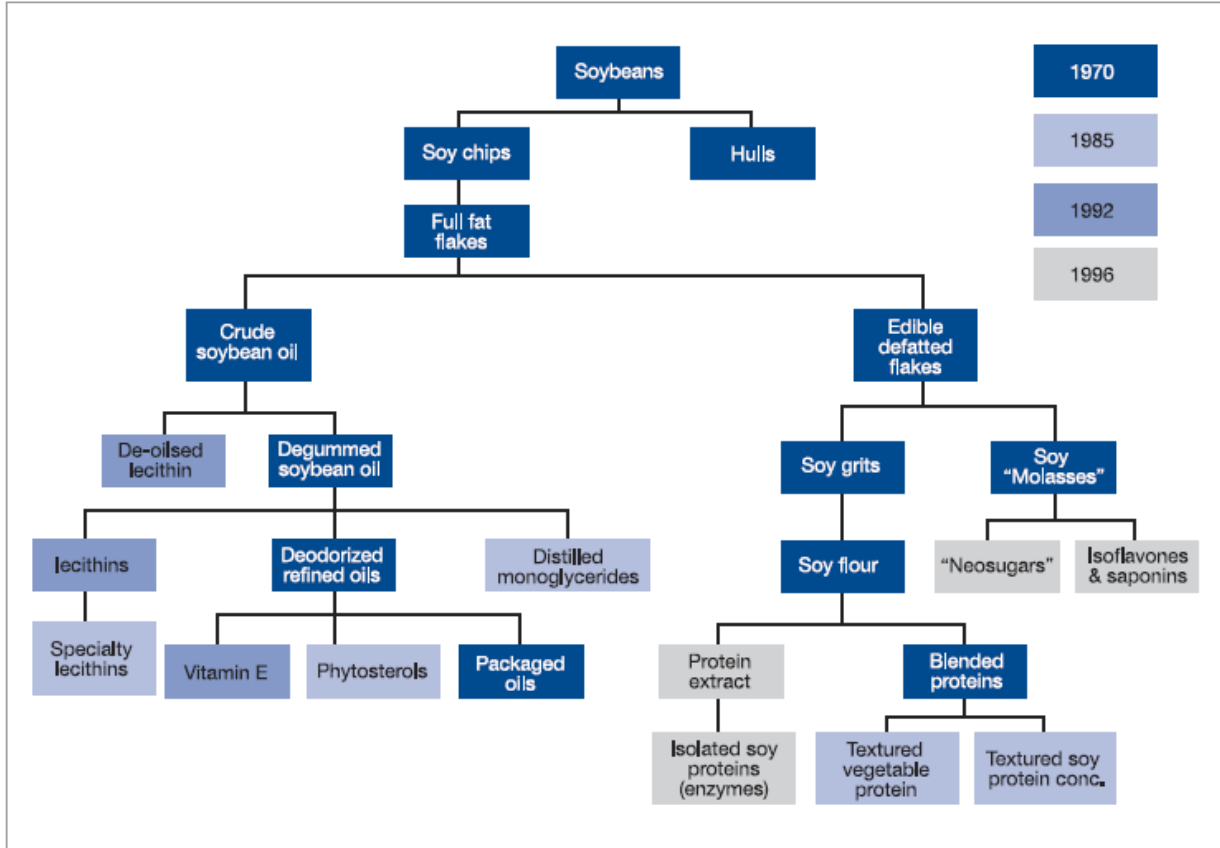 Soybeans
1970
1985
1992
1996
Soy chips
Hulls
Full fat
flakes
Crude
soybean oil
Edible
defatted
flakes
De-oilsed
lecithin
Degummed
soybean oil
Soy grits
Soy
“Molasses”
lecithins
Deodorized
refined oils
Distilled
monoglycerides
Soy flour
“Neosugars”
Isoflavones
& saponins
Specialty
lecithins
Vitamin E
Phytosterols
Packaged
oils
Protein
extract
Blended
proteins
Isolated soy
proteins
(enzymes)
Textured
vegetable
protein
Textured soy
protein conc.